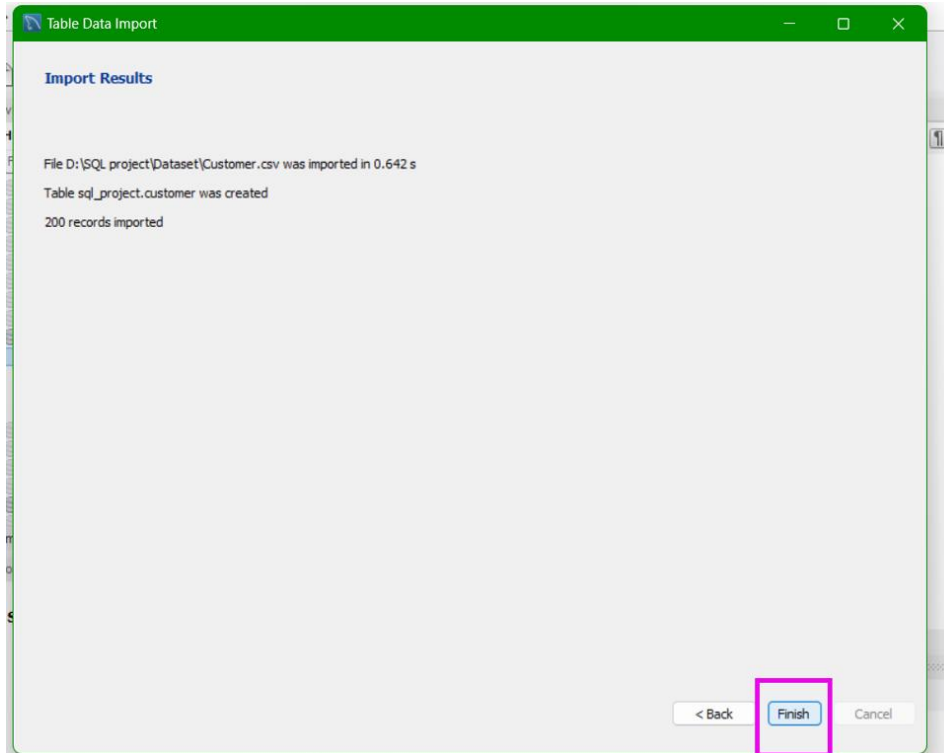 Table Data Import
Import Results
File D:\SQL project\Dataset\Customer.csv was imported in 0.642 s
Table sql_project.customer was created
200 records imported
< Back
Finish
Cancel